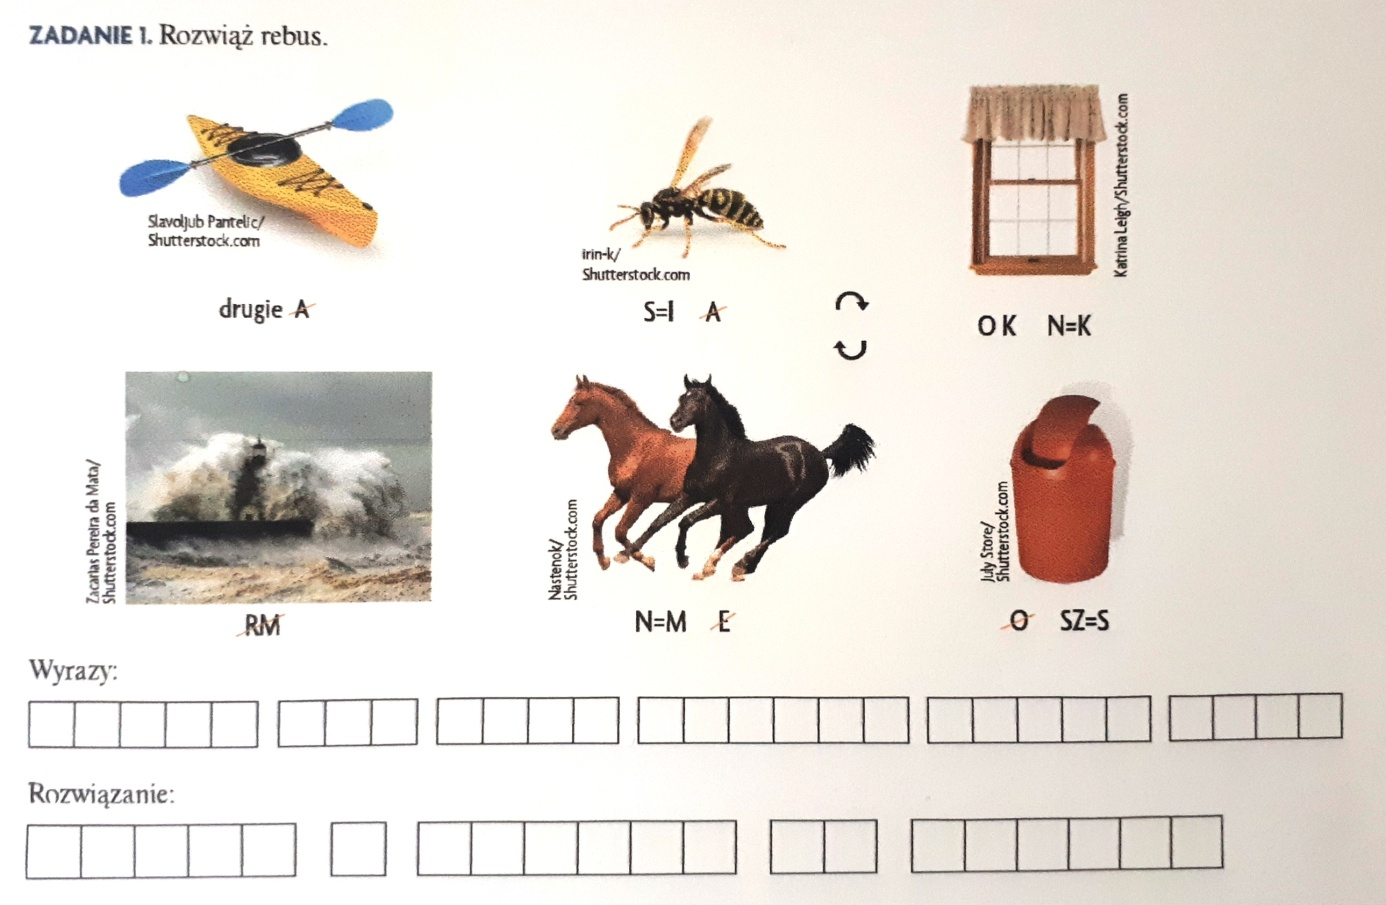 ZADANIE 1. Rozwiąż rebus.
Slavoljub Pantelic/
Shutterstock.com
drugie A
irin-k/
Shutterstock.com
S=I A
Katrina Leigh/Shutterstock.com
O K N=K
Zacarias Pereira da Mata/
Shutterstock.com
RM
Nastenok/
Shutterstock.com
N=M E
July Store/
Shutterstock.com
O SZ=S
Wyrazy:
Rozwiązanie: